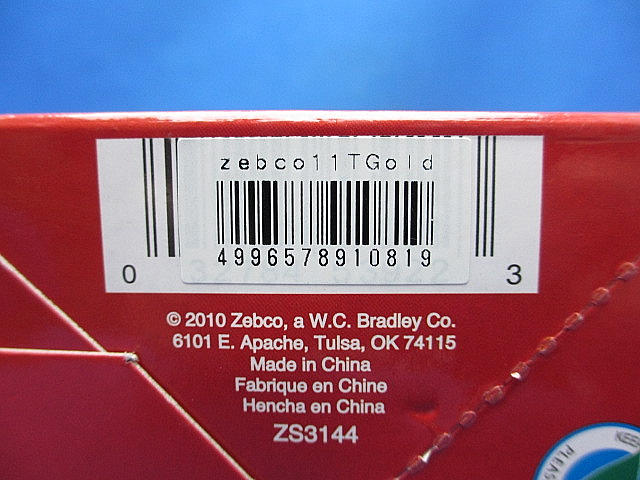 zebco11TGold
4996578910819
0 3
© 2010 Zebco, a W.C. Bradley Co.
6101 E. Apache, Tulsa, OK 74115
Made in China
Fabrique en Chine
Hencha en China
ZS3144